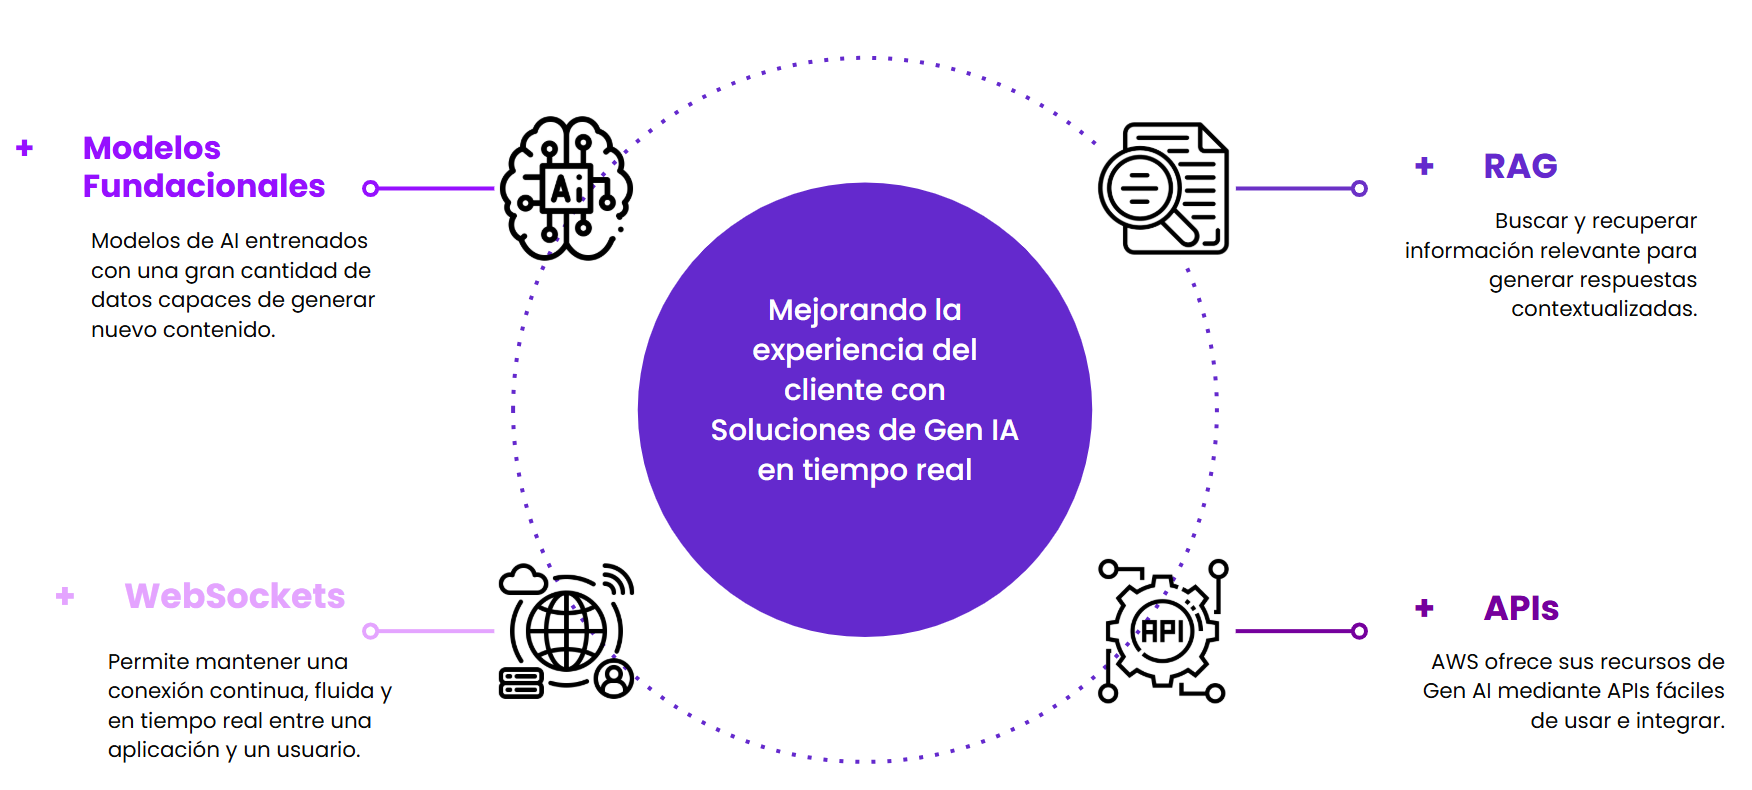 + Modelos
Fundacionales
Modelos de AI entrenados
con una gran cantidad de
datos capaces de generar
nuevo contenido.
Ai
+ RAG
Buscar y recuperar
información relevante para
generar respuestas
contextualizadas.
Mejorando la
experiencia del
cliente con
Soluciones de Gen IA
en tiempo real
+ WebSockets
Permite mantener una
conexión continua, fluida y
en tiempo real entre una
aplicación y un usuario.
API
+ APIs
AWS ofrece sus recursos de
Gen AI mediante APIs fáciles
de usar e integrar.